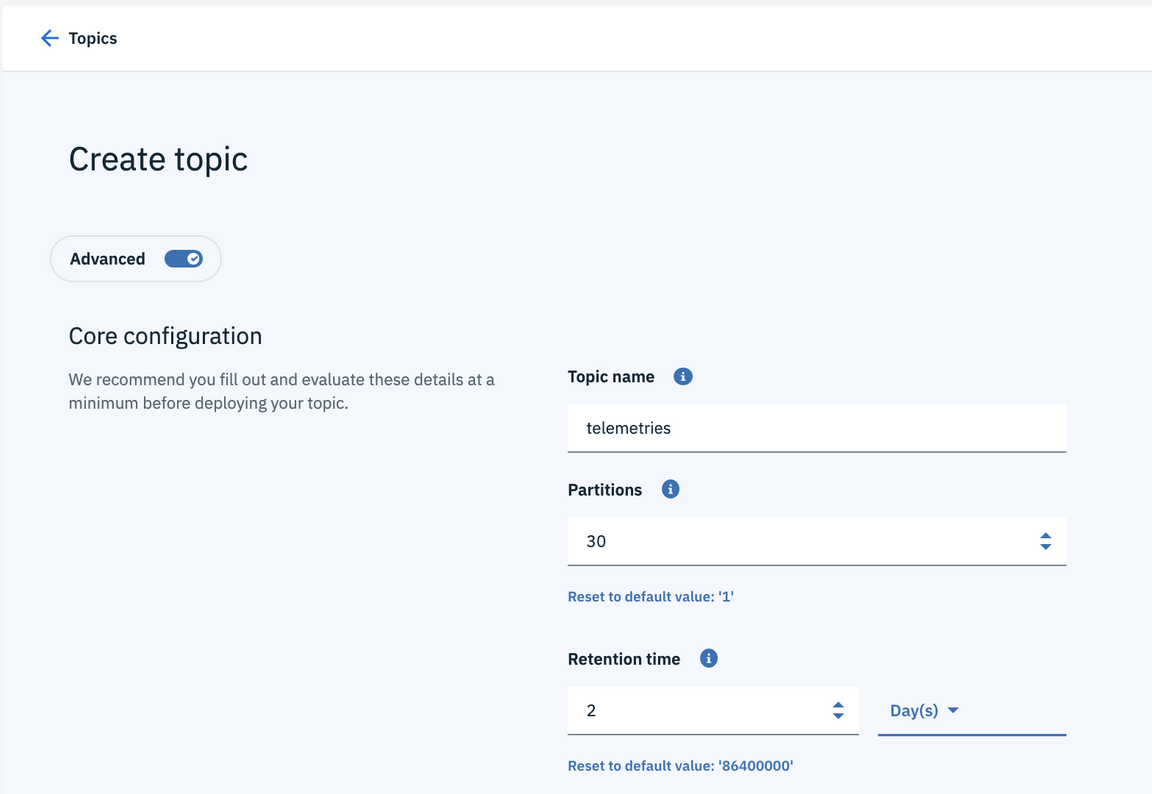 Topics
Create topic
Advanced
Core configuration
We recommend you fill out and evaluate these details at a
minimum before deploying your topic.
Topic name
telemetries
Partitions
30
Reset to default value: '1'
Retention time
2
Day(s)
Reset to default value: '86400000'